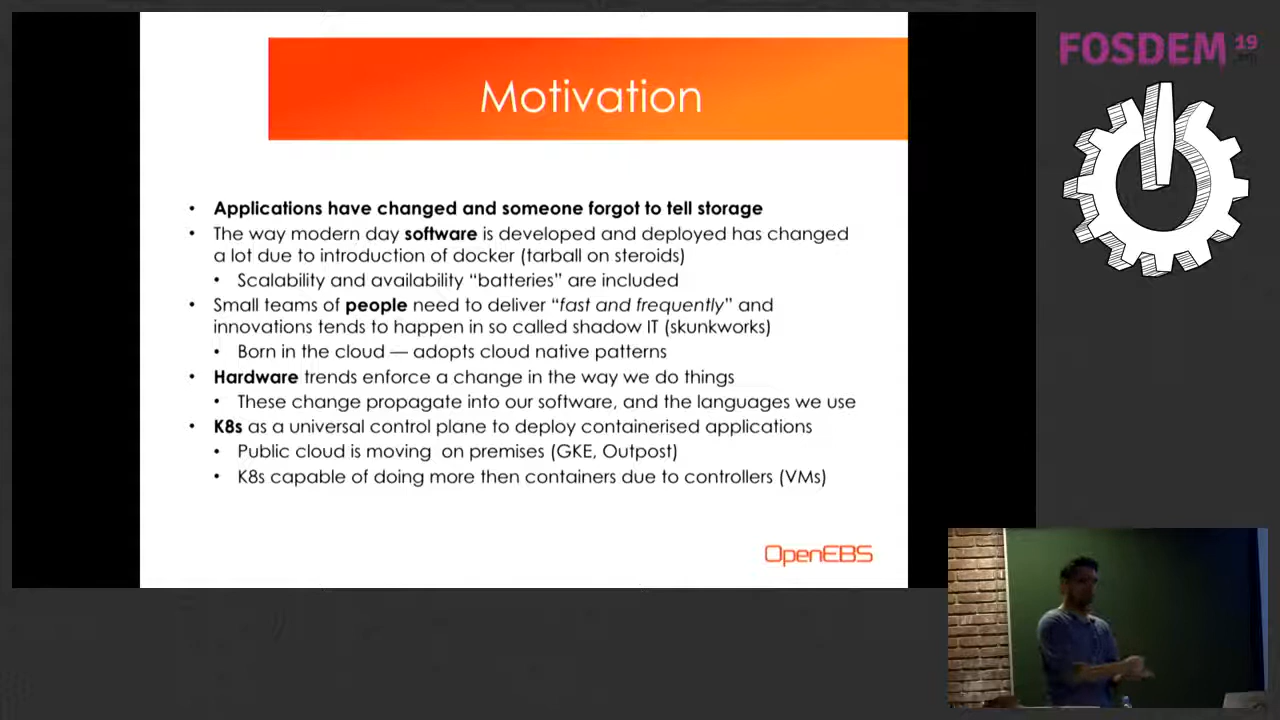 FOSDEM 19
.org
Motivation
• Applications have changed and someone forgot to tell storage
• The way modern day software is developed and deployed has changed
a lot due to introduction of docker (tarball on steroids)
• Scalability and availability “batteries” are included
• Small teams of people need to deliver “fast and frequently” and
innovations tends to happen in so called shadow IT (skunkworks)
• Born in the cloud — adopts cloud native patterns
• Hardware trends enforce a change in the way we do things
• These change propagate into our software, and the languages we use
• K8s as a universal control plane to deploy containerised applications
• Public cloud is moving  on premises (GKE, Outpost)
• K8s capable of doing more then containers due to controllers (VMs)
OpenEBS